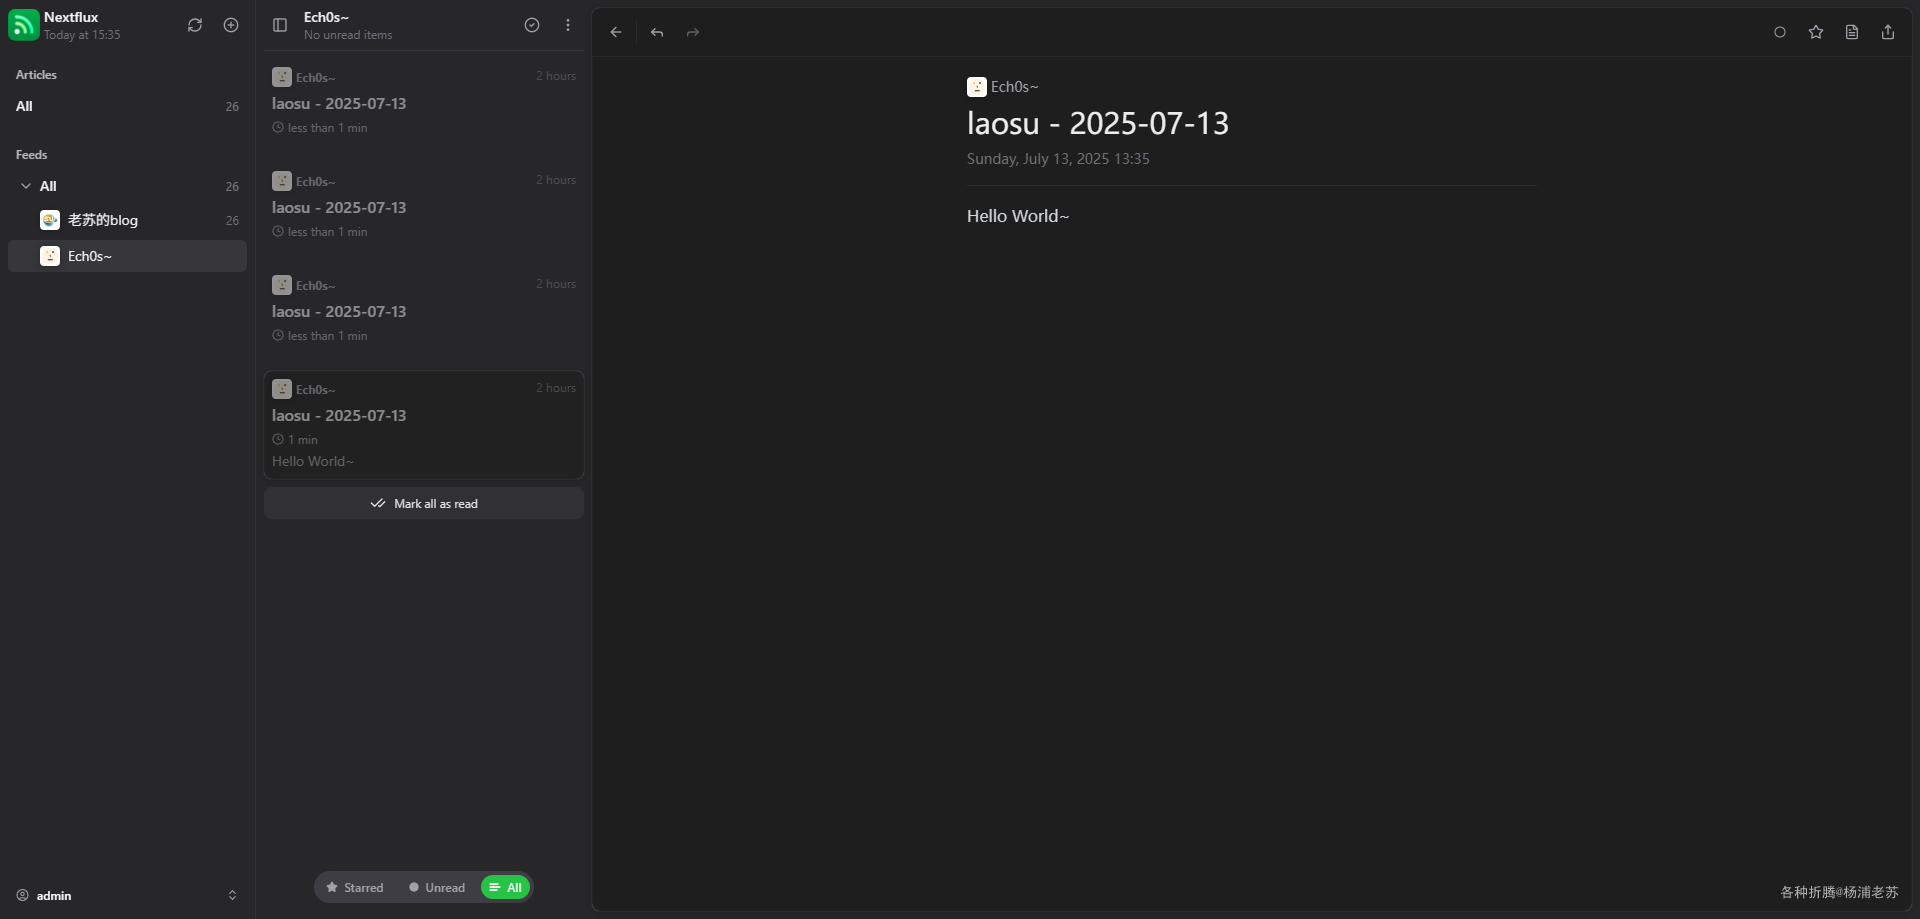 Nextflux
Today at 15:35
Articles
All 26
Feeds
All 26
老苏的blog 26
Ech0s~
admin
Ech0s~
No unread items
Ech0s~ 2 hours
laosu - 2025-07-13
less than 1 min
Ech0s~ 2 hours
laosu - 2025-07-13
less than 1 min
Ech0s~ 2 hours
laosu - 2025-07-13
less than 1 min
Ech0s~ 2 hours
laosu - 2025-07-13
1 min
Hello World~
Mark all as read
Starred Unread All
Ech0s~
laosu - 2025-07-13
Sunday, July 13, 2025 13:35
Hello World~
各种折腾@杨浦老苏